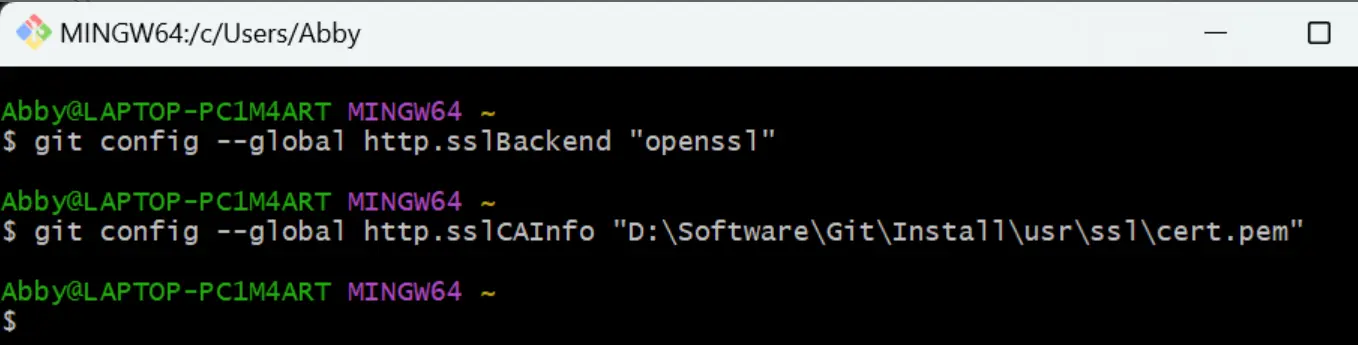 MINGW64:/c/Users/Abby
Abby@LAPTOP-PC1M4ART MINGW64 ~
$ git config --global http.sslBackend "openssl"
Abby@LAPTOP-PC1M4ART MINGW64 ~
$ git config --global http.sslCAInfo "D:\Software\Git\Install\usr\ssl\cert.pem"
Abby@LAPTOP-PC1M4ART MINGW64 ~
$